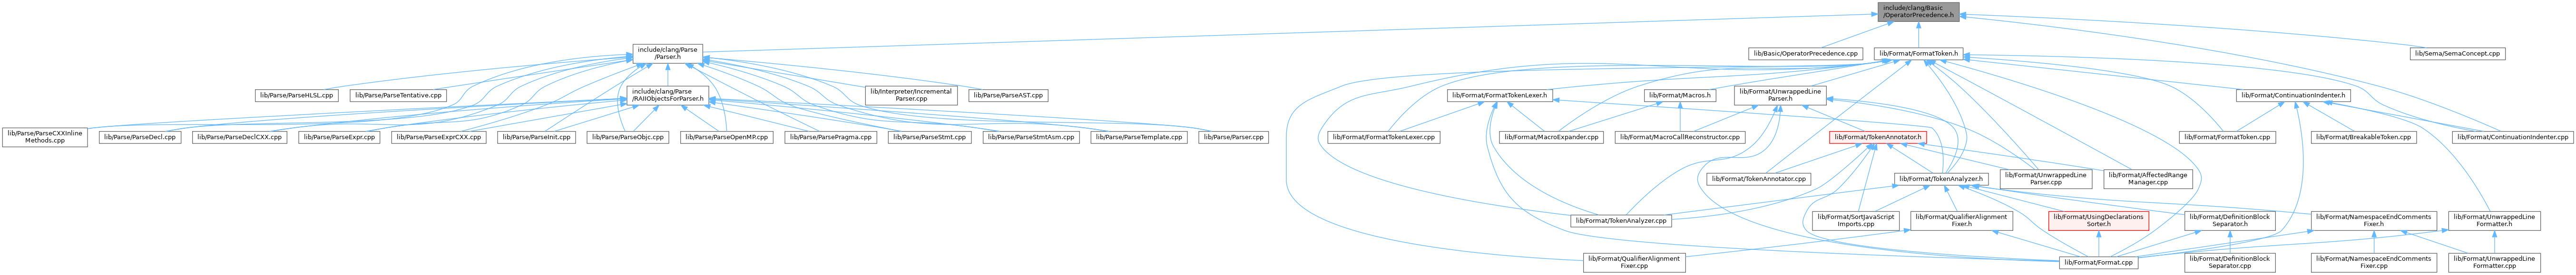 include/clang/Basic
/OperatorPrecedence.h
include/clang/Parse
/Parser.h
lib/Basic/OperatorPrecedence.cpp
lib/Format/FormatToken.h
lib/Sema/SemaConcept.cpp
lib/Parse/ParseHLSL.cpp
lib/Parse/ParseTentative.cpp
include/clang/Parse
/RAIIObjectsForParser.h
lib/Interpreter/Incremental
Parser.cpp
lib/Parse/ParseAST.cpp
lib/Format/FormatTokenLexer.h
lib/Format/Macros.h
lib/Format/UnwrappedLine
Parser.h
lib/Format/ContinuationIndenter.h
lib/Parse/ParseCXXInline
Methods.cpp
lib/Parse/ParseDecl.cpp
lib/Parse/ParseDeclCXX.cpp
lib/Parse/ParseExpr.cpp
lib/Parse/ParseExprCXX.cpp
lib/Parse/ParseInit.cpp
lib/Parse/ParseObjc.cpp
lib/Parse/ParseOpenMP.cpp
lib/Parse/ParsePragma.cpp
lib/Parse/ParseStmt.cpp
lib/Parse/ParseStmtAsm.cpp
lib/Parse/ParseTemplate.cpp
lib/Parse/Parser.cpp
lib/Format/FormatTokenLexer.cpp
lib/Format/MacroExpander.cpp
lib/Format/MacroCallReconstructor.cpp
lib/Format/TokenAnnotator.h
lib/Format/FormatToken.cpp
lib/Format/BreakableToken.cpp
lib/Format/ContinuationIndenter.cpp
lib/Format/TokenAnnotator.cpp
lib/Format/TokenAnalyzer.h
lib/Format/UnwrappedLine
Parser.cpp
lib/Format/AffectedRange
Manager.cpp
lib/Format/TokenAnalyzer.cpp
lib/Format/SortJavaScript
Imports.cpp
lib/Format/QualifierAlignment
Fixer.h
lib/Format/UsingDeclarations
Sorter.h
lib/Format/DefinitionBlock
Separator.h
lib/Format/NamespaceEndComments
Fixer.h
lib/Format/UnwrappedLine
Formatter.h
lib/Format/QualifierAlignment
Fixer.cpp
lib/Format/Format.cpp
lib/Format/DefinitionBlock
Separator.cpp
lib/Format/NamespaceEndComments
Fixer.cpp
lib/Format/UnwrappedLine
Formatter.cpp